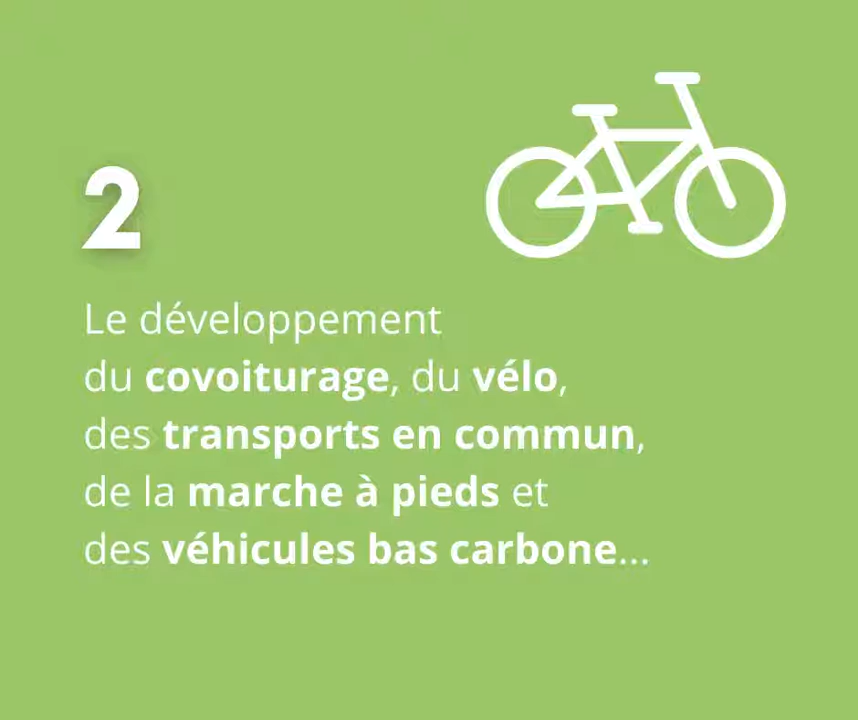 2
Le développement
du covoiturage, du vélo,
des transports en commun,
de la marche à pieds et
des véhicules bas carbone...